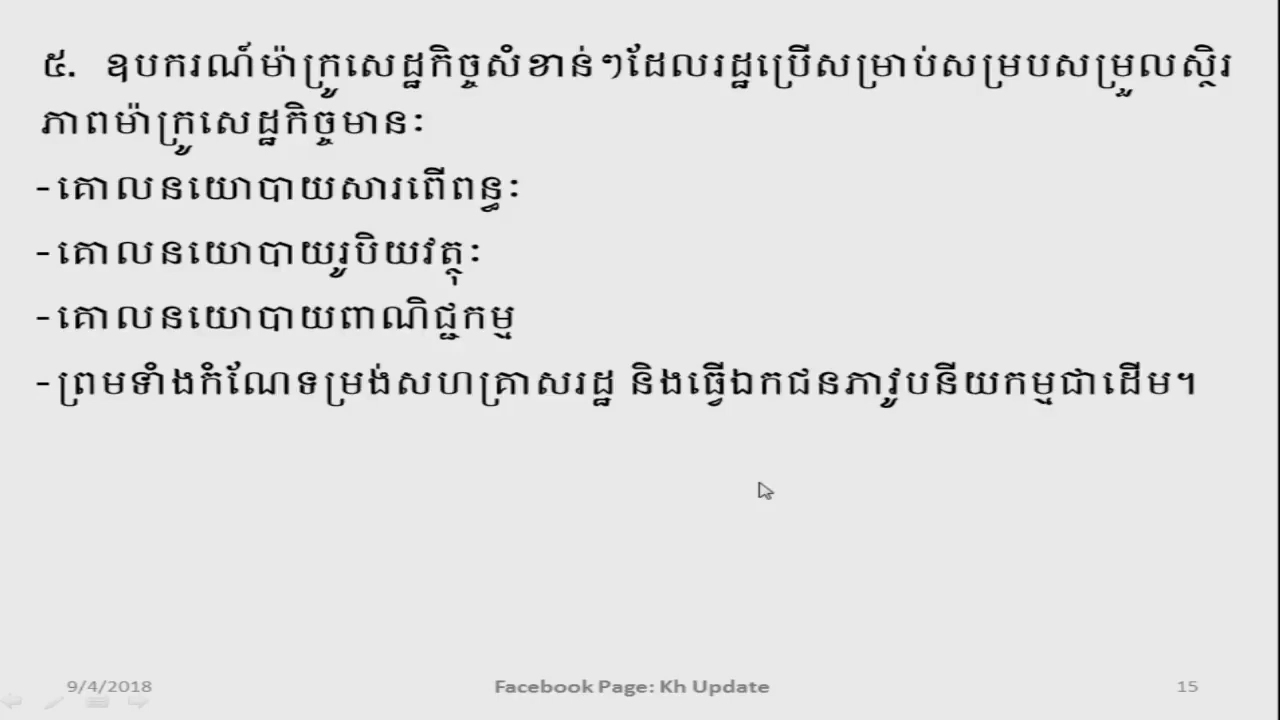 ៥. ឧបករណ៍ម៉ាក្រូសេដ្ឋកិច្ចសំខាន់ៗដែលរដ្ឋប្រើសម្រាប់សម្របសម្រួលស្ថិរ
ភាពម៉ាក្រូសេដ្ឋកិច្ចមាន៖
-គោលនយោបាយសារពើពន្ធ៖
-គោលនយោបាយរូបិយវត្ថុ៖
-គោលនយោបាយពាណិជ្ជកម្ម
-ព្រមទាំងកំណែទម្រង់សហគ្រាសរដ្ឋ និងធ្វើឯកជនភាវូបនីយកម្មជាដើម។
9/4/2018 Facebook Page: Kh Update 15